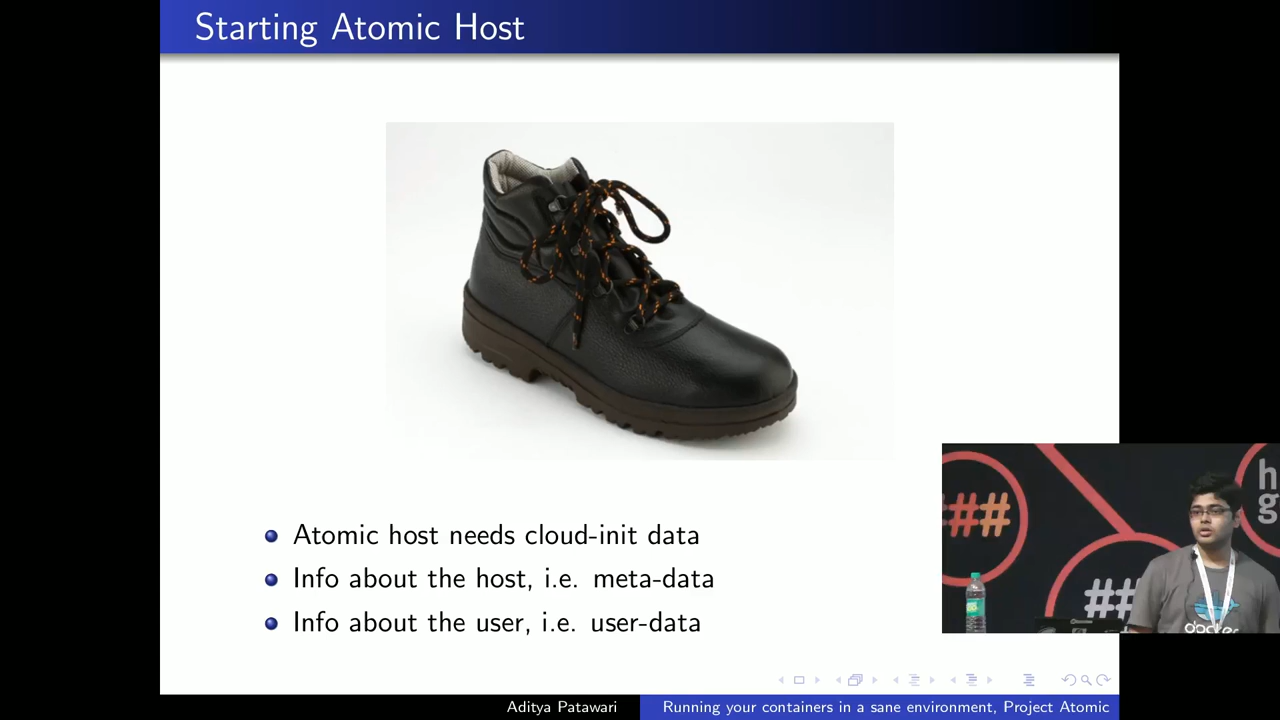 Starting Atomic Host
Atomic host needs cloud-init data
Info about the host, i.e. meta-data
Info about the user, i.e. user-data
###
h
g
##
docker
Aditya Patawari
Running your containers in a sane environment, Project Atomic